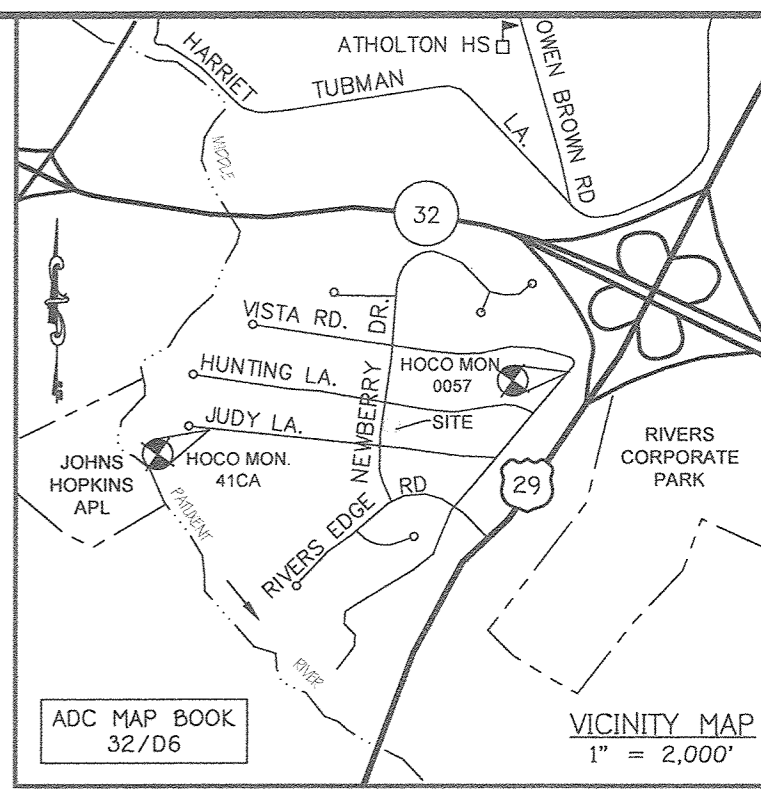 ATHOLTON HS
OWEN BROWN RD
HARRIET
TUBMAN
LA.
MIDDLE
32
VISTA RD.
NEWBERRY DR.
HUNTING LA.
HOCO MON.
0057
JUDY LA.
SITE
HOCO MON.
41CA
JOHNS
HOPKINS
APL
RIVERS
CORPORATE
PARK
29
PATUXENT
RIVERS EDGE RD
RIVER
ADC MAP BOOK
32/D6
VICINITY MAP
1" = 2,000'